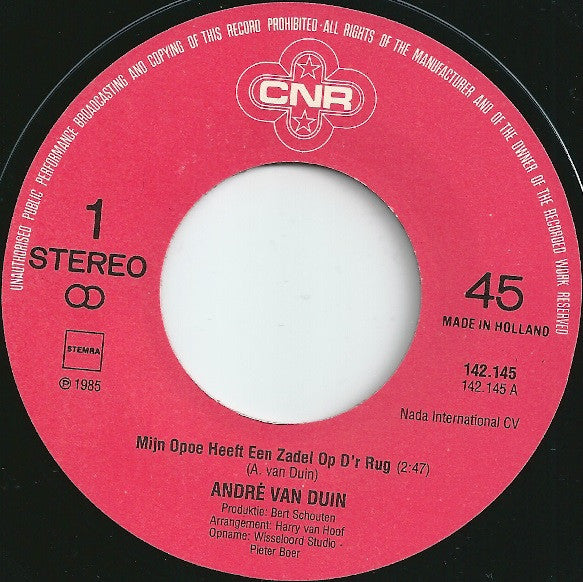 UNAUTHORISED PUBLIC PERFORMANCE BROADCASTING AND COPYING OF THIS RECORD PROHIBITED · ALL RIGHTS OF THE MANUFACTURER AND OF THE OWNER OF THE RECORDED WORK RESERVED
CNR
1
STEREO
45
MADE IN HOLLAND
STEMRA
℗ 1985
142.145
142.145 A
Nada International CV
Mijn Opoe Heeft Een Zadel Op D'r Rug (2:47)
(A. van Duin)
ANDRÉ VAN DUIN
Produktie: Bert Schouten
Arrangement: Harry van Hoof
Opname: Wisseloord Studio -
Pieter Boer